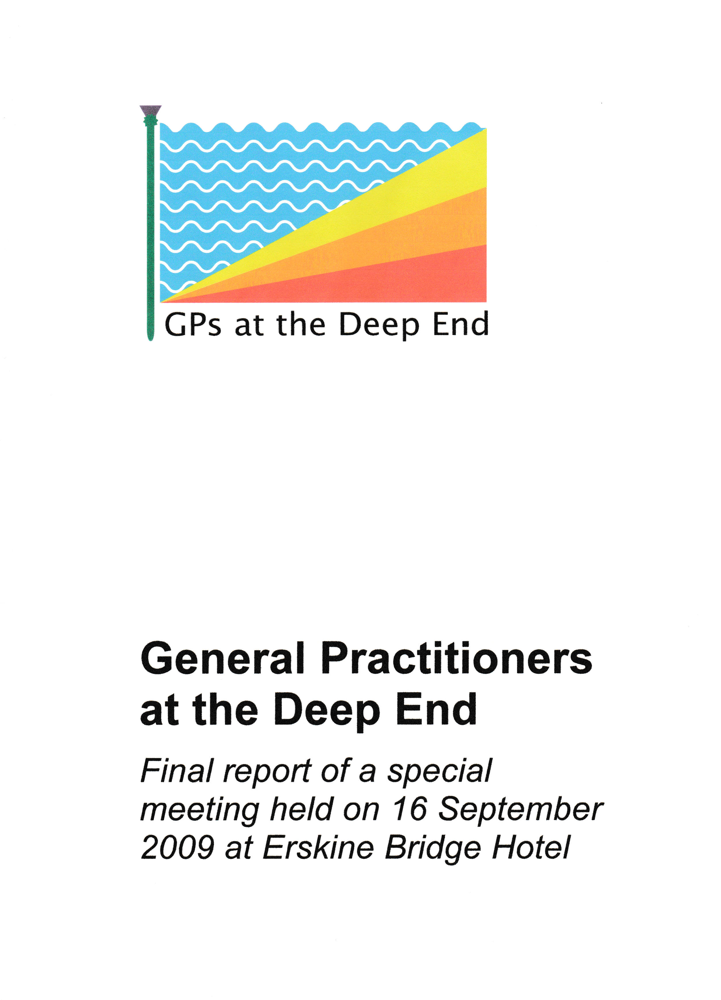 GPs at the Deep End
General Practitioners
at the Deep End
Final report of a special
meeting held on 16 September
2009 at Erskine Bridge Hotel